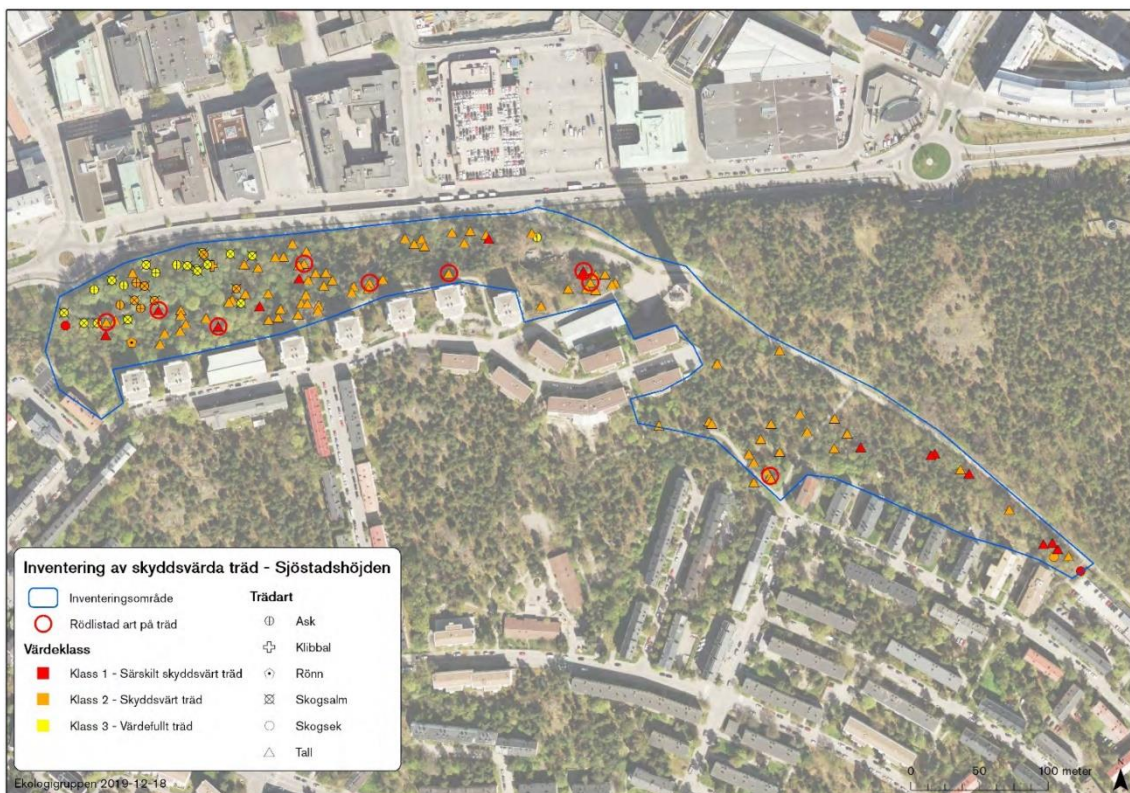 Inventering av skyddsvärda träd - Sjöstadshöjden
Inventeringsområde
Rödlistad art på träd
Värdeklass
Klass 1 - Särskilt skyddsvärt träd
Klass 2 - Skyddsvärt träd
Klass 3 - Värdefullt träd
Trädart
Ask
Klibbal
Rönn
Skogsalm
Skogsek
Tall
Ekologigruppen 2019-12-18
0 50 100 meter